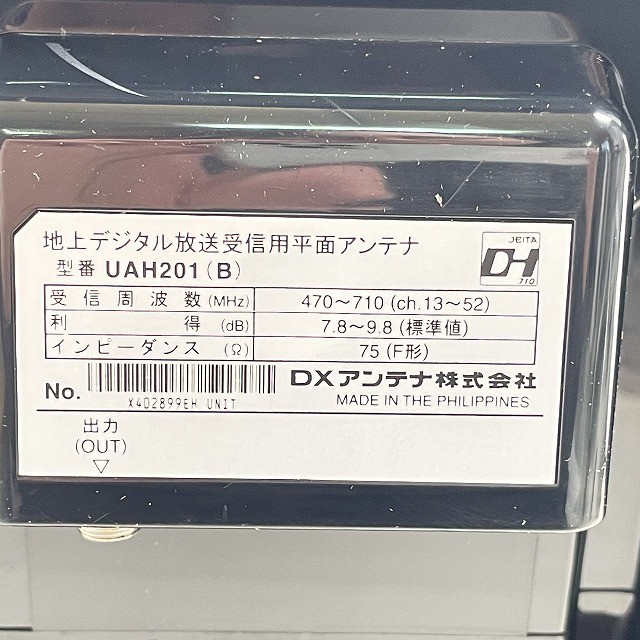 地上デジタル放送受信用平面アンテナ
型番 UAH201(B)
JEITA
DH
710
受信周波数(MHz) 470～710(ch.13～52)
利得(dB) 7.8～9.8(標準値)
インピーダンス(Ω) 75(F形)
No.
X402899EH UNIT
DXアンテナ株式会社
MADE IN THE PHILIPPINES
出力
(OUT)
▽